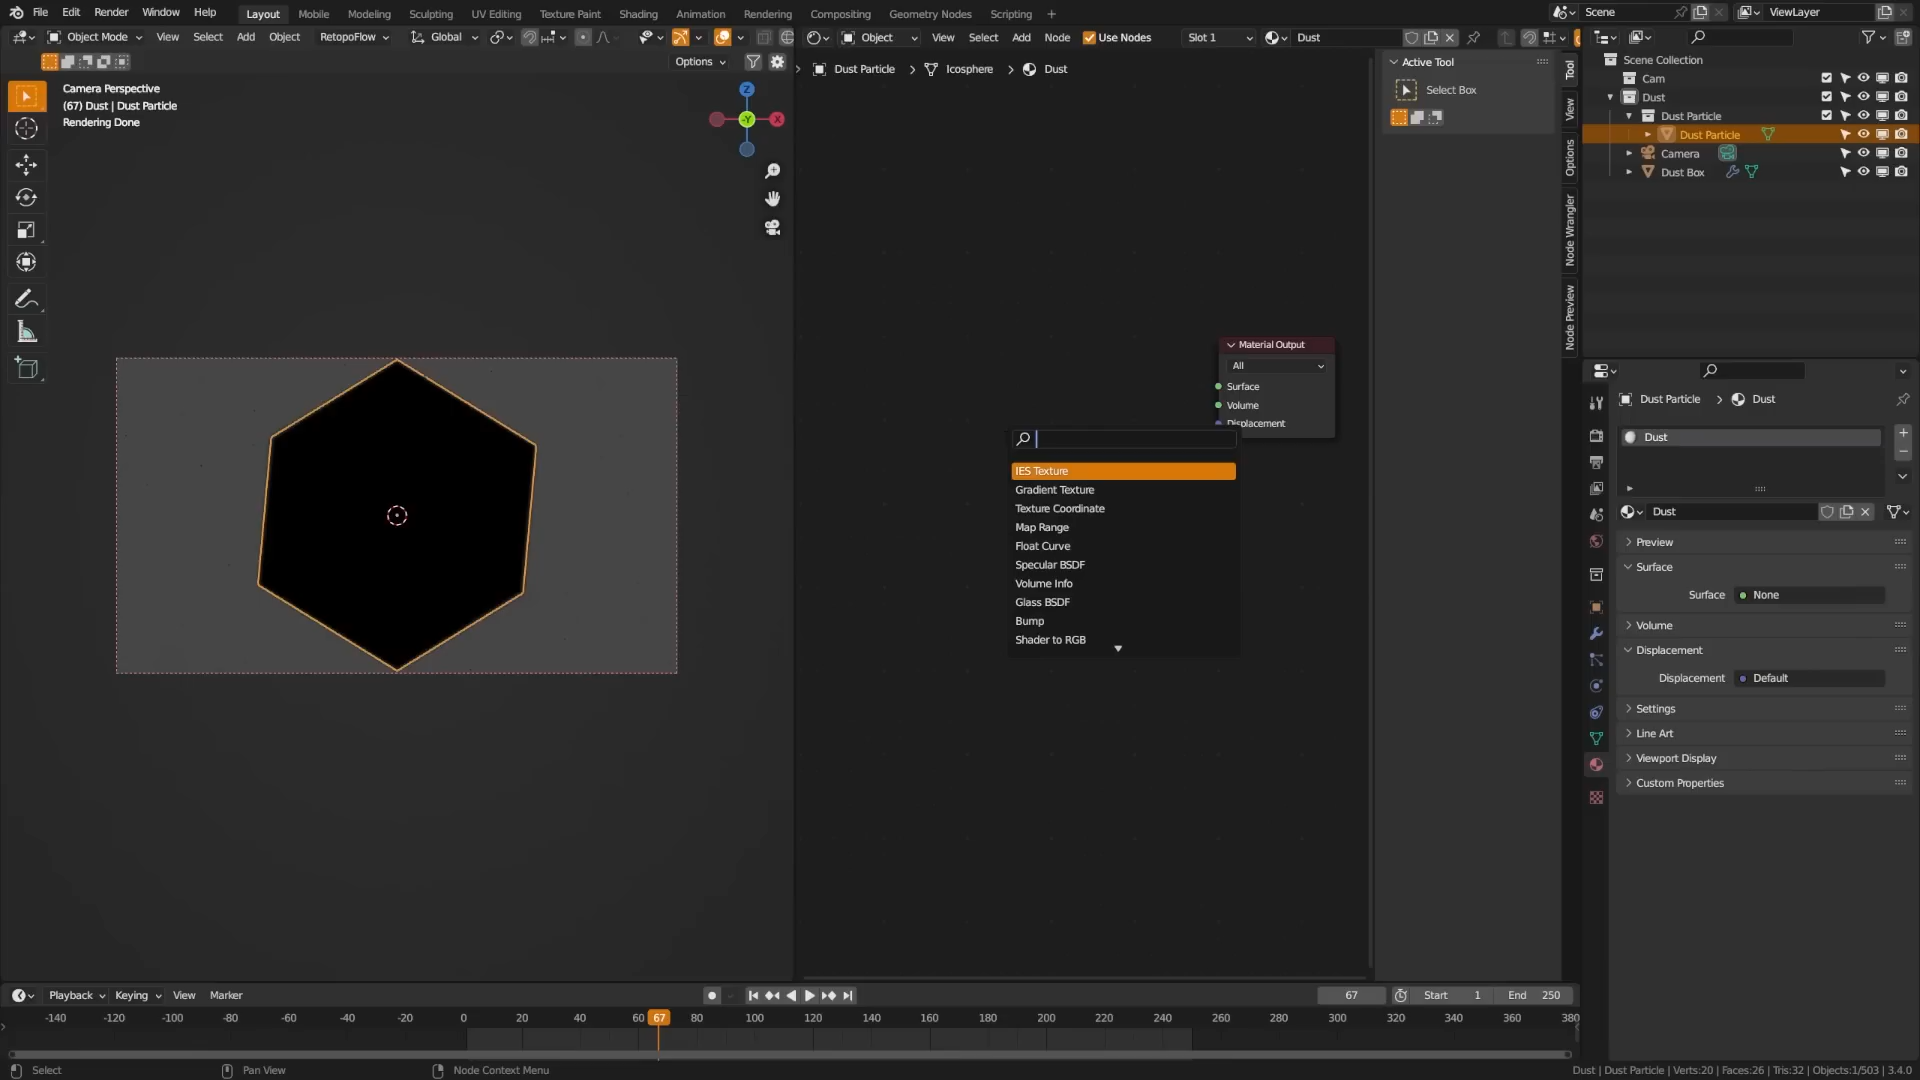 File Edit Render Window Help Layout Mobile Modeling Sculpting UV Editing Texture Paint Shading Animation Rendering Compositing Geometry Nodes Scripting + Scene ViewLayer
Object Mode View Select Add Object RetopoFlow Global Object View Select Add Node Use Nodes Slot 1 Dust
Options
Dust Particle > Icosphere > Dust
Camera Perspective
(67) Dust | Dust Particle
Rendering Done
Z
-Y
X
Active Tool
Select Box
Tool
View
Options
Node Wrangler
Node Preview
Scene Collection
Cam
Dust
Dust Particle
Dust Particle
Camera
Dust Box
Material Output
All
Surface
Volume
Displacement
IES Texture
Gradient Texture
Texture Coordinate
Map Range
Float Curve
Specular BSDF
Volume Info
Glass BSDF
Bump
Shader to RGB
Dust Particle > Dust
Dust
Dust
Preview
Surface
Surface None
Volume
Displacement
Displacement Default
Settings
Line Art
Viewport Display
Custom Properties
Playback Keying View Marker 67 Start 1 End 250
-140 -120 -100 -80 -60 -40 -20 0 20 40 60 67 80 100 120 140 160 180 200 220 240 260 280 300 320 340 360 380
Select Pan View Node Context Menu Dust | Dust Particle | Verts:20 | Faces:26 | Tris:32 | Objects:1/503 | 3.4.0